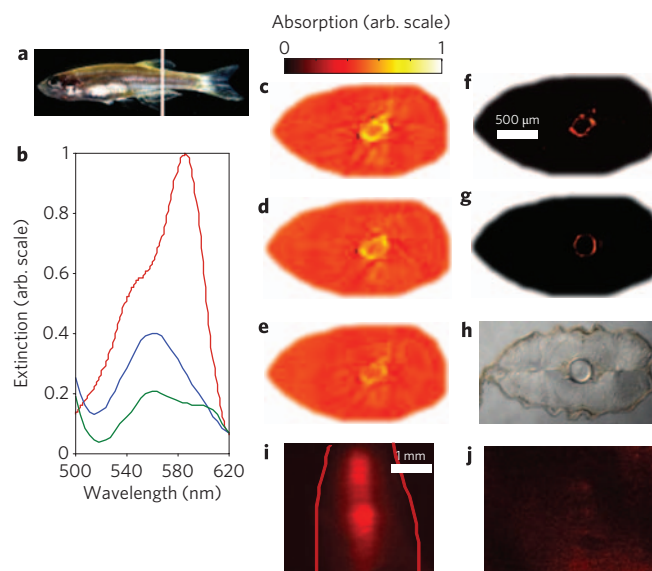 Absorption (arb. scale)
0 1
a
b
Extinction (arb. scale)
1
0.8
0.6
0.4
0.2
0
500 540 580 620
Wavelength (nm)
c
d
e
f
500 μm
g
h
i
1 mm
j